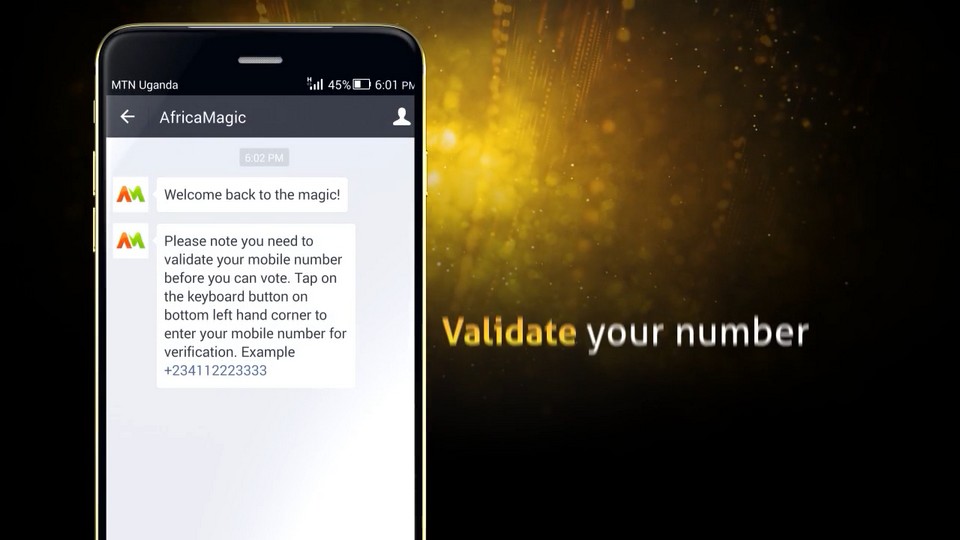 MTN Uganda
H 45% 6:01 PM
AfricaMagic
6:02 PM
AM
Welcome back to the magic!
AM
Please note you need to
validate your mobile number
before you can vote. Tap on
the keyboard button on
bottom left hand corner to
enter your mobile number for
verification. Example
+234112223333
Validate your number